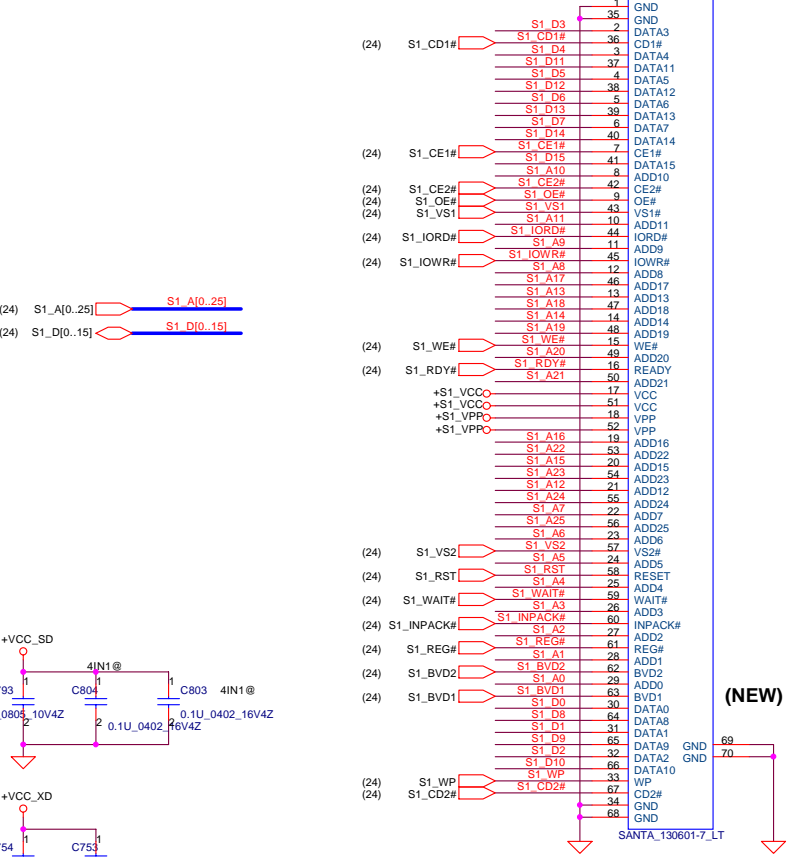 1 GND
35 GND
S1_D3 2 DATA3
(24) S1_CD1# S1_CD1# 36 CD1#
S1_D4 3 DATA4
S1_D11 37 DATA11
S1_D5 4 DATA5
S1_D12 38 DATA12
S1_D6 5 DATA6
S1_D13 39 DATA13
S1_D7 6 DATA7
S1_D14 40 DATA14
(24) S1_CE1# S1_CE1# 7 CE1#
S1_D15 41 DATA15
S1_A10 8 ADD10
(24) S1_CE2# S1_CE2# 42 CE2#
(24) S1_OE# S1_OE# 9 OE#
(24) S1_VS1 S1_VS1 43 VS1#
S1_A11 10 ADD11
(24) S1_IORD# S1_IORD# 44 IORD#
S1_A9 11 ADD9
(24) S1_IOWR# S1_IOWR# 45 IOWR#
S1_A8 12 ADD8
S1_A17 46 ADD17
S1_A13 13 ADD13
S1_A18 47 ADD18
S1_A14 14 ADD14
S1_A19 48 ADD19
(24) S1_WE# S1_WE# 15 WE#
S1_A20 49 ADD20
(24) S1_RDY# S1_RDY# 16 READY
S1_A21 50 ADD21
+S1_VCC 17 VCC
+S1_VCC 51 VCC
+S1_VPP 18 VPP
+S1_VPP 52 VPP
S1_A16 19 ADD16
S1_A22 53 ADD22
S1_A15 20 ADD15
S1_A23 54 ADD23
S1_A12 21 ADD12
S1_A24 55 ADD24
S1_A7 22 ADD7
S1_A25 56 ADD25
S1_A6 23 ADD6
(24) S1_VS2 S1_VS2 57 VS2#
S1_A5 24 ADD5
(24) S1_RST S1_RST 58 RESET
S1_A4 25 ADD4
(24) S1_WAIT# S1_WAIT# 59 WAIT#
S1_A3 26 ADD3
(24) S1_INPACK# S1_INPACK# 60 INPACK#
S1_A2 27 ADD2
(24) S1_REG# S1_REG# 61 REG#
S1_A1 28 ADD1
(24) S1_BVD2 S1_BVD2 62 BVD2
S1_A0 29 ADD0
(24) S1_BVD1 S1_BVD1 63 BVD1
S1_D0 30 DATA0
S1_D8 64 DATA8
S1_D1 31 DATA1
S1_D9 65 DATA9
S1_D2 32 DATA2
S1_D10 66 DATA10
(24) S1_WP S1_WP 33 WP
(24) S1_CD2# S1_CD2# 67 CD2#
34 GND
68 GND
GND 69
GND 70
(NEW)
SANTA_130601-7_LT
(24) S1_A[0..25] S1_A[0..25]
(24) S1_D[0..15] S1_D[0..15]
+VCC_SD
4IN1@
1 1 1
C804 C803 4IN1@
0805_10V4Z
2 2 2
0.1U_0402_16V4Z 0.1U_0402_16V4Z
+VCC_XD
1 1
C753